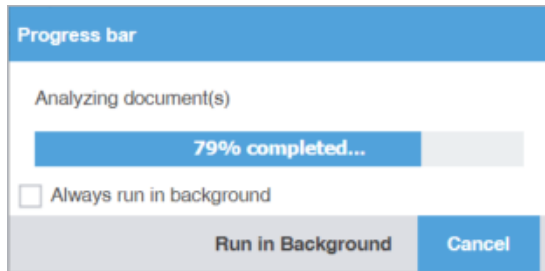 Progress bar
Analyzing document(s)
79% completed...
Always run in background
Run in Background Cancel